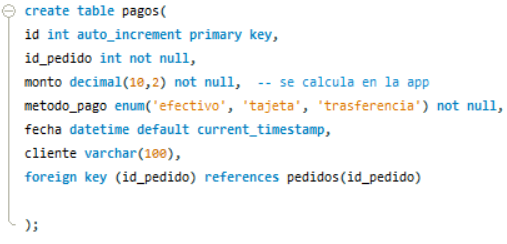 create table pagos(
id int auto_increment primary key,
id_pedido int not null,
monto decimal(10,2) not null,  -- se calcula en la app
metodo_pago enum('efectivo', 'tajeta', 'trasferencia') not null,
fecha datetime default current_timestamp,
cliente varchar(100),
foreign key (id_pedido) references pedidos(id_pedido)
);